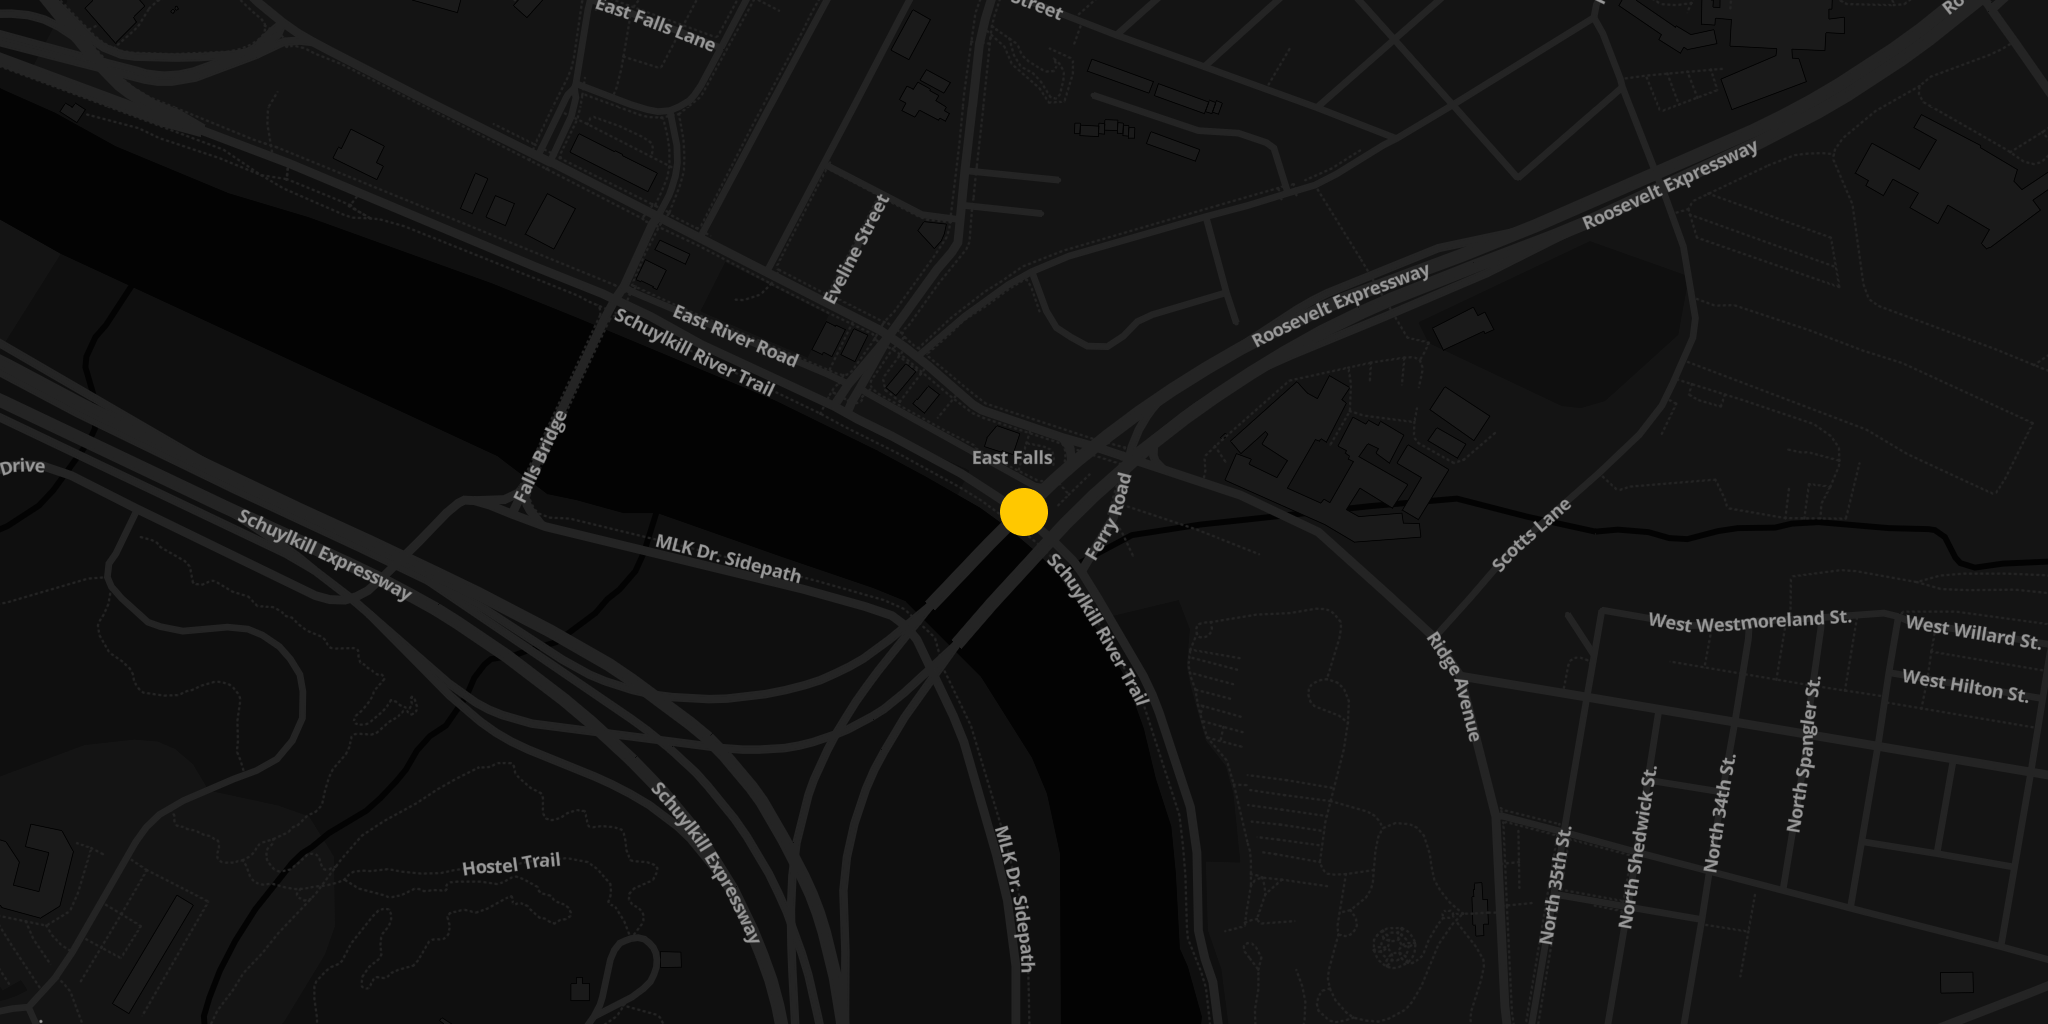 Street
East Falls Lane
Ro
Roosevelt Expressway
Eveline Street
Roosevelt Expressway
East River Road
Schuylkill River Trail
Falls Bridge
East Falls
Drive
Ferry Road
Scotts Lane
Schuylkill Expressway
MLK Dr. Sidepath
Schuylkill River Trail
West Westmoreland St.
West Willard St.
Ridge Avenue
West Hilton St.
North Spangler St.
North 34th St.
North Shedwick St.
North 35th St.
Schuylkill Expressway
Hostel Trail
MLK Dr. Sidepath